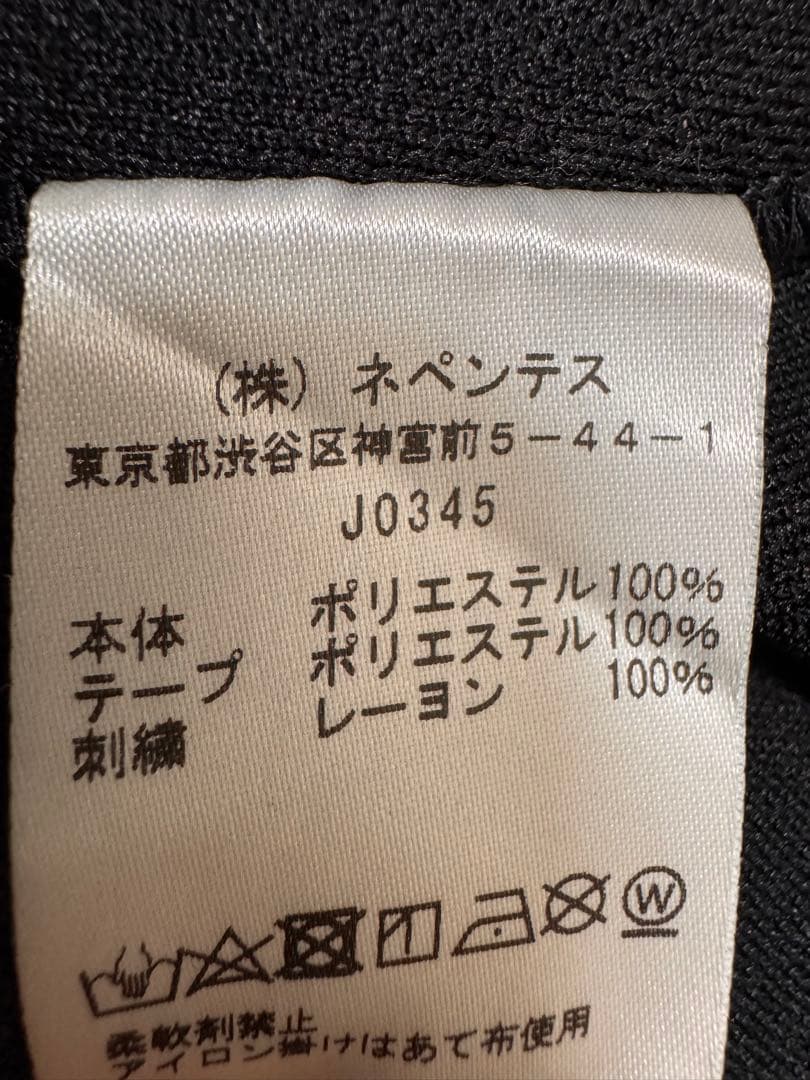 (株) ネペンテス
東京都渋谷区神宮前5-44-1
J0345
本体 ポリエステル100%
テープ ポリエステル100%
刺繍 レーヨン 100%
W
柔軟剤禁止
アイロン掛けはあて布使用